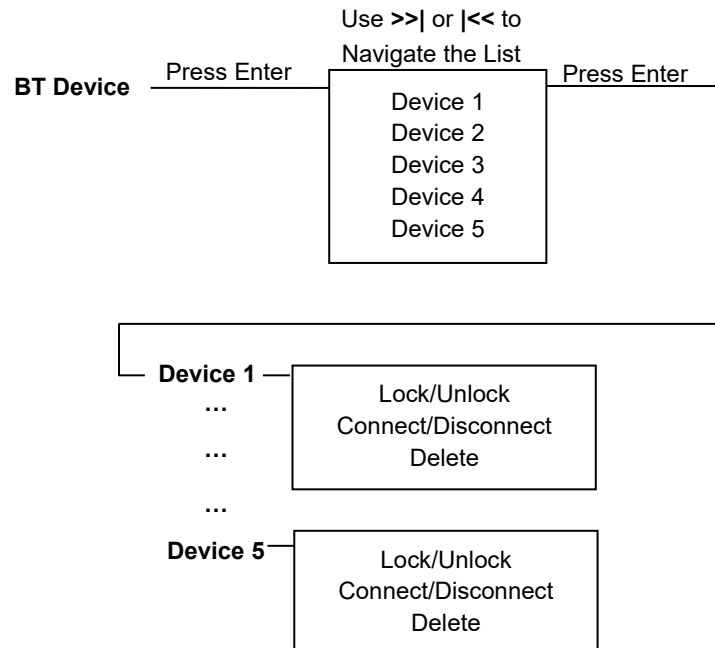 Use >>| or |<< to
Navigate the List
BT Device
Press Enter
Press Enter
Device 1
Device 2
Device 3
Device 4
Device 5
Device 1
Lock/Unlock
Connect/Disconnect
Delete
...
...
...
Device 5
Lock/Unlock
Connect/Disconnect
Delete